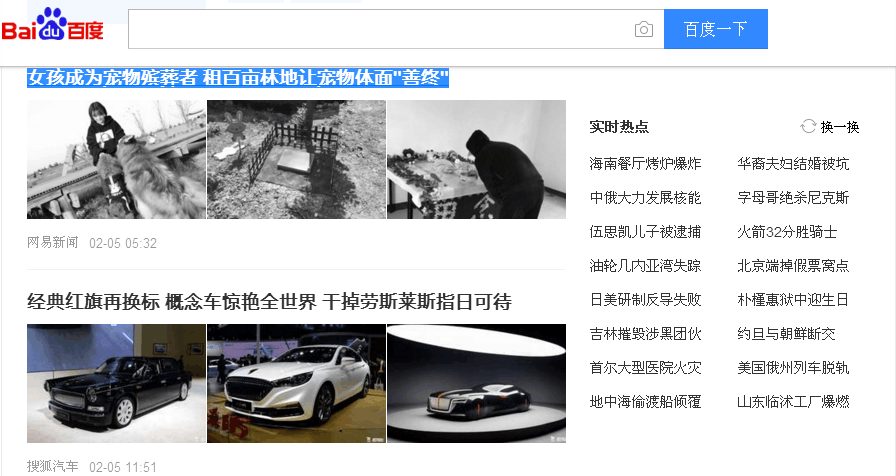 Bai du 百度
百度一下
女孩成为宠物殡葬者 租百亩林地让宠物体面"善终"
网易新闻 02-05 05:32
经典红旗再换标 概念车惊艳全世界 干掉劳斯莱斯指日可待
搜狐汽车 02-05 11:51
实时热点 换一换
海南餐厅烤炉爆炸 华裔夫妇结婚被坑
中俄大力发展核能 字母哥绝杀尼克斯
伍思凯儿子被逮捕 火箭32分胜骑士
油轮几内亚湾失踪 北京端掉假票窝点
日美研制反导失败 朴槿惠狱中迎生日
吉林摧毁涉黑团伙 约旦与朝鲜断交
首尔大型医院火灾 美国俄州列车脱轨
地中海偷渡船倾覆 山东临沭工厂爆燃